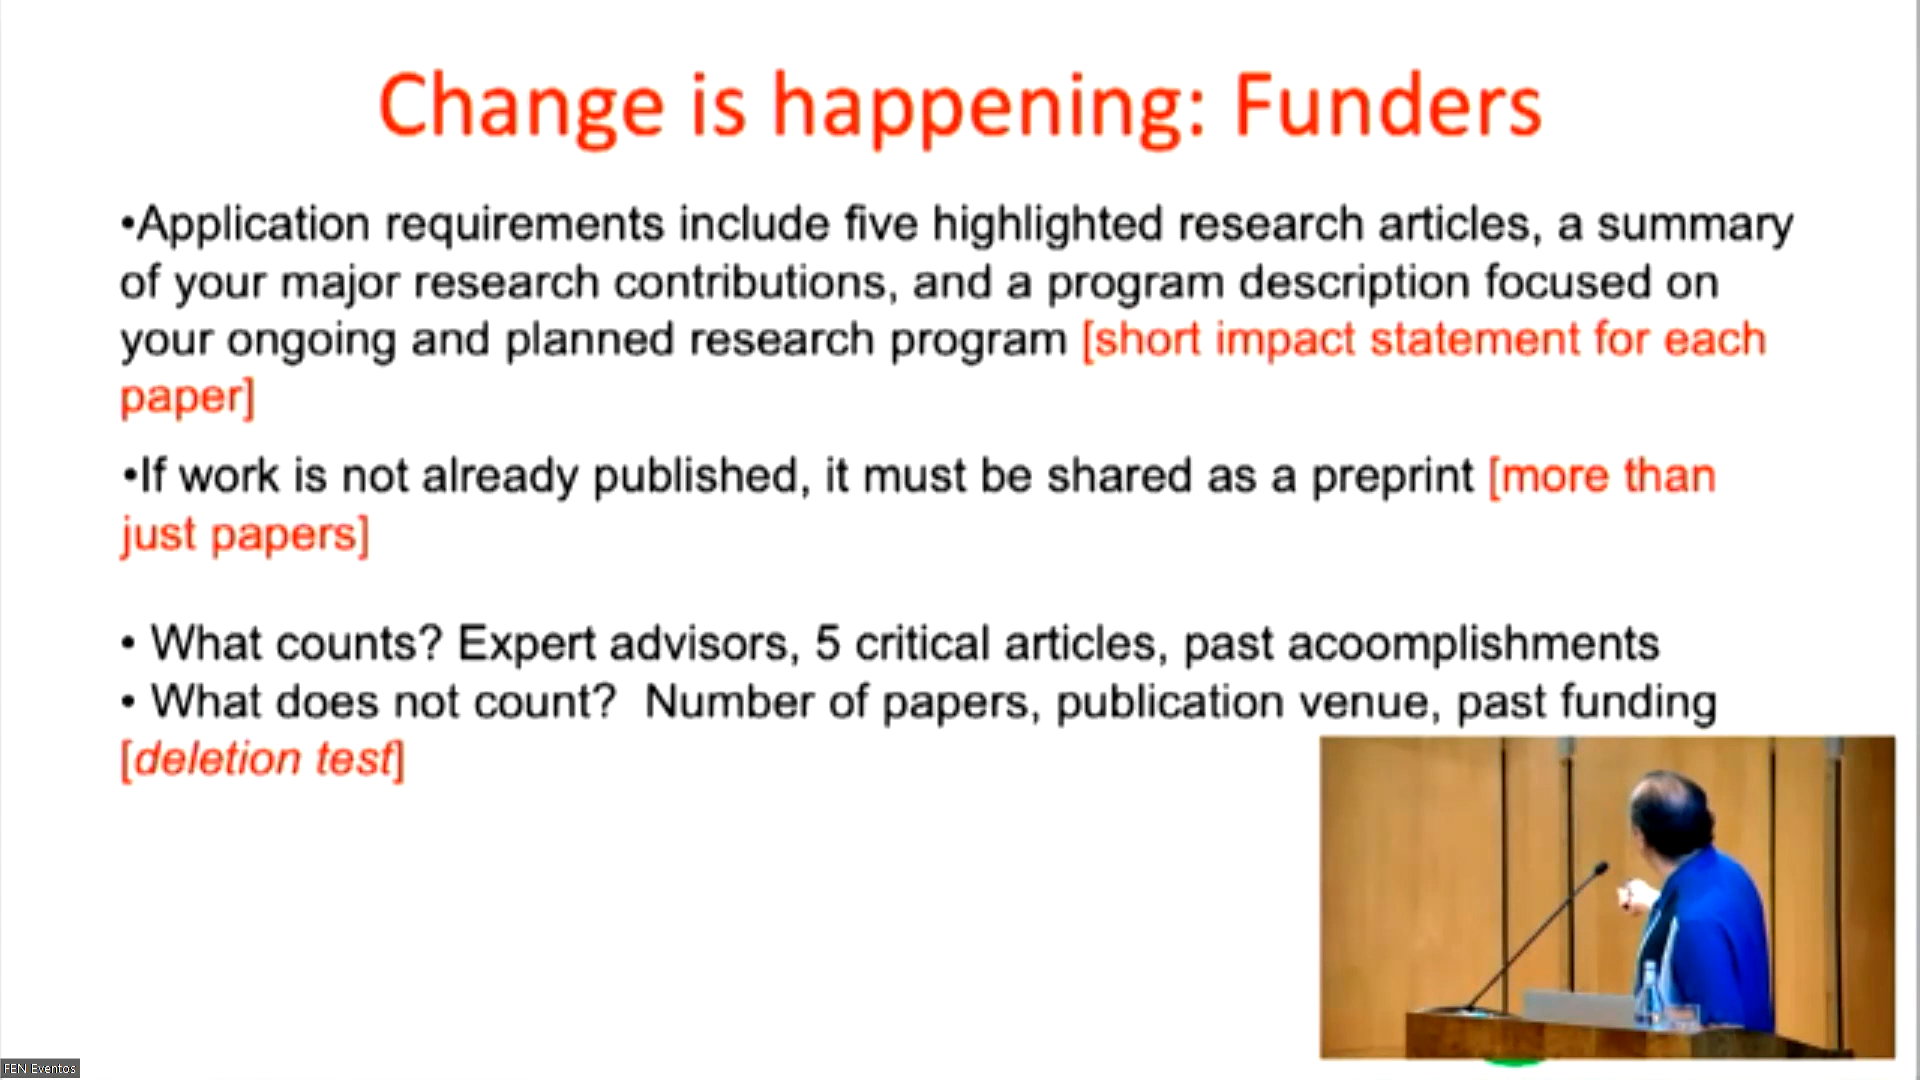 Change is happening: Funders
•Application requirements include five highlighted research articles, a summary
of your major research contributions, and a program description focused on
your ongoing and planned research program [short impact statement for each
paper]
•If work is not already published, it must be shared as a preprint [more than
just papers]
• What counts? Expert advisors, 5 critical articles, past acoomplishments
• What does not count?  Number of papers, publication venue, past funding
[deletion test]
FEN Eventos